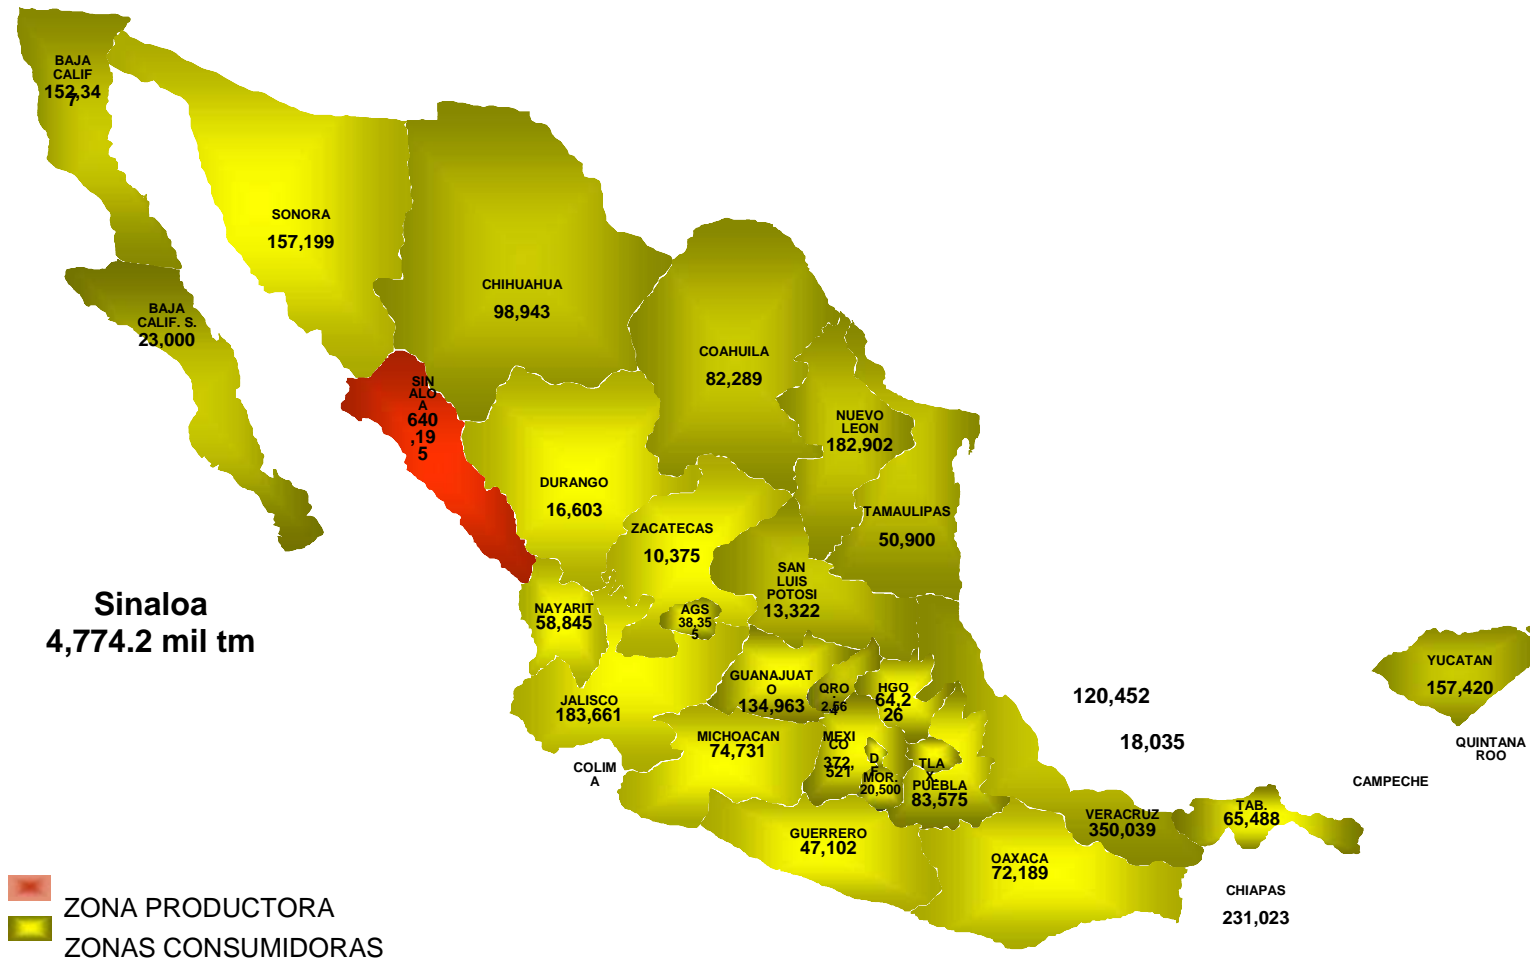 BAJA
CALIF
152,34
7
SONORA
157,199
CHIHUAHUA
98,943
BAJA
CALIF. S.
23,000
COAHUILA
82,289
SIN
ALO
A
640
,19
5
NUEVO
LEON
182,902
DURANGO
16,603
TAMAULIPAS
50,900
ZACATECAS
10,375
SAN
LUIS
POTOSI
13,322
Sinaloa
4,774.2 mil tm
NAYARIT
58,845
AGS
38,35
5
YUCATAN
157,420
GUANAJUAT
O
134,963
QRO
.
2,56
4
HGO
64,2
26
JALISCO
183,661
120,452
18,035
QUINTANA
ROO
MICHOACAN
74,731
MEXI
CO
372,
521
D
F
TLA
X.
COLIM
A
MOR.
20,500
PUEBLA
83,575
CAMPECHE
VERACRUZ
350,039
TAB.
65,488
GUERRERO
47,102
OAXACA
72,189
CHIAPAS
231,023
ZONA PRODUCTORA
ZONAS CONSUMIDORAS